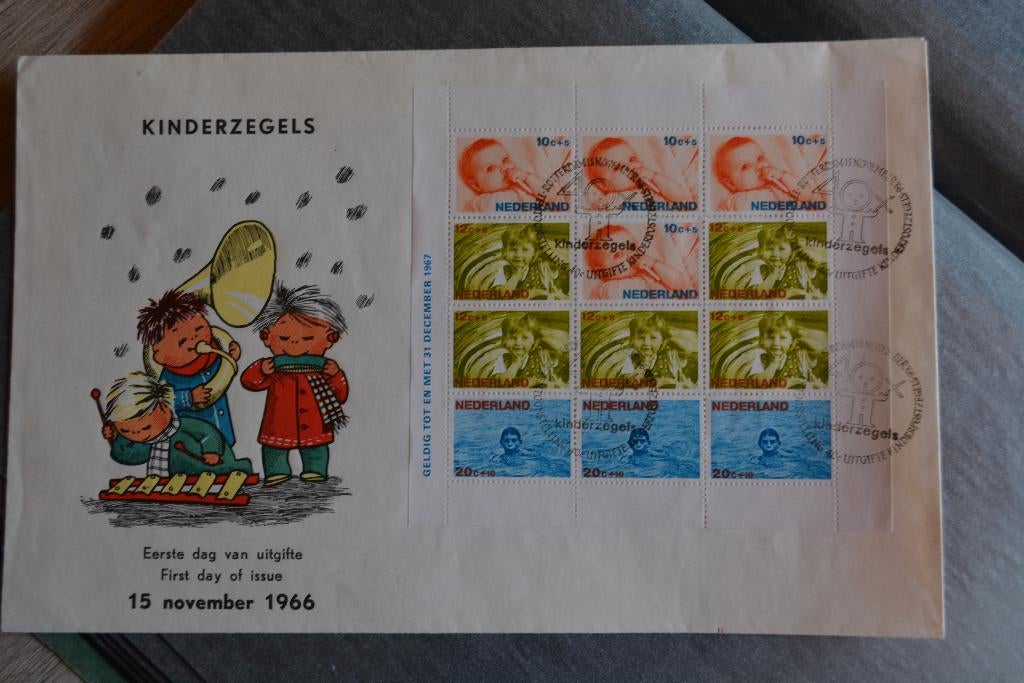 KINDERZEGELS
Eerste dag van uitgifte
First day of issue
15 november 1966
GELDIG TOT EN MET 31 DECEMBER 1967
10c+5
10c+5
10c+5
NEDERLAND
NEDERLAND
NEDERLAND
12c+8
10c+5
12c+8
NEDERLAND
NEDERLAND
NEDERLAND
12c+8
12c+8
12c+8
NEDERLAND
NEDERLAND
NEDERLAND
NEDERLAND
NEDERLAND
NEDERLAND
20c+10
20c+10
20c+10
kinderzegels
kinderzegels
kinderzegels
kinderzegels